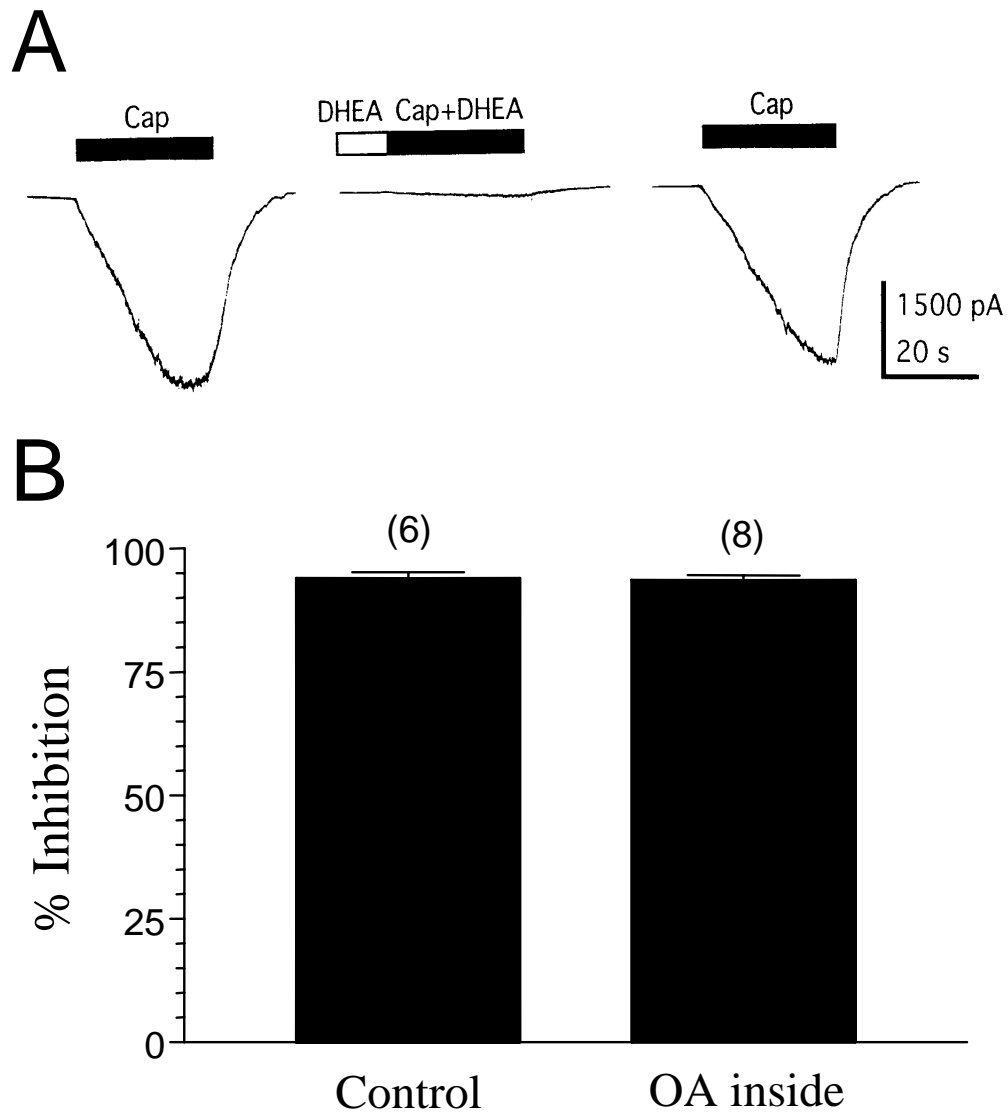 A
Cap
DHEA Cap+DHEA
Cap
1500 pA
20 s
B
(6)
(8)
100
75
50
25
0
% Inhibition
Control
OA inside